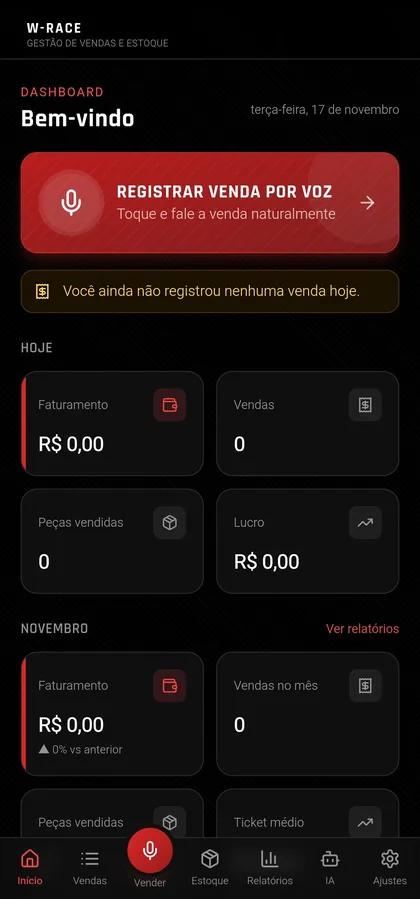 W-RACE
GESTÃO DE VENDAS E ESTOQUE
DASHBOARD
Bem-vindo
terça-feira, 17 de novembro
REGISTRAR VENDA POR VOZ
Toque e fale a venda naturalmente
Você ainda não registrou nenhuma venda hoje.
HOJE
Faturamento
R$ 0,00
Vendas
0
Peças vendidas
0
Lucro
R$ 0,00
NOVEMBRO
Ver relatórios
Faturamento
R$ 0,00
▲ 0% vs anterior
Vendas no mês
0
Peças vendidas
Ticket médio
Início
Vendas
Vender
Estoque
Relatórios
IA
Ajustes